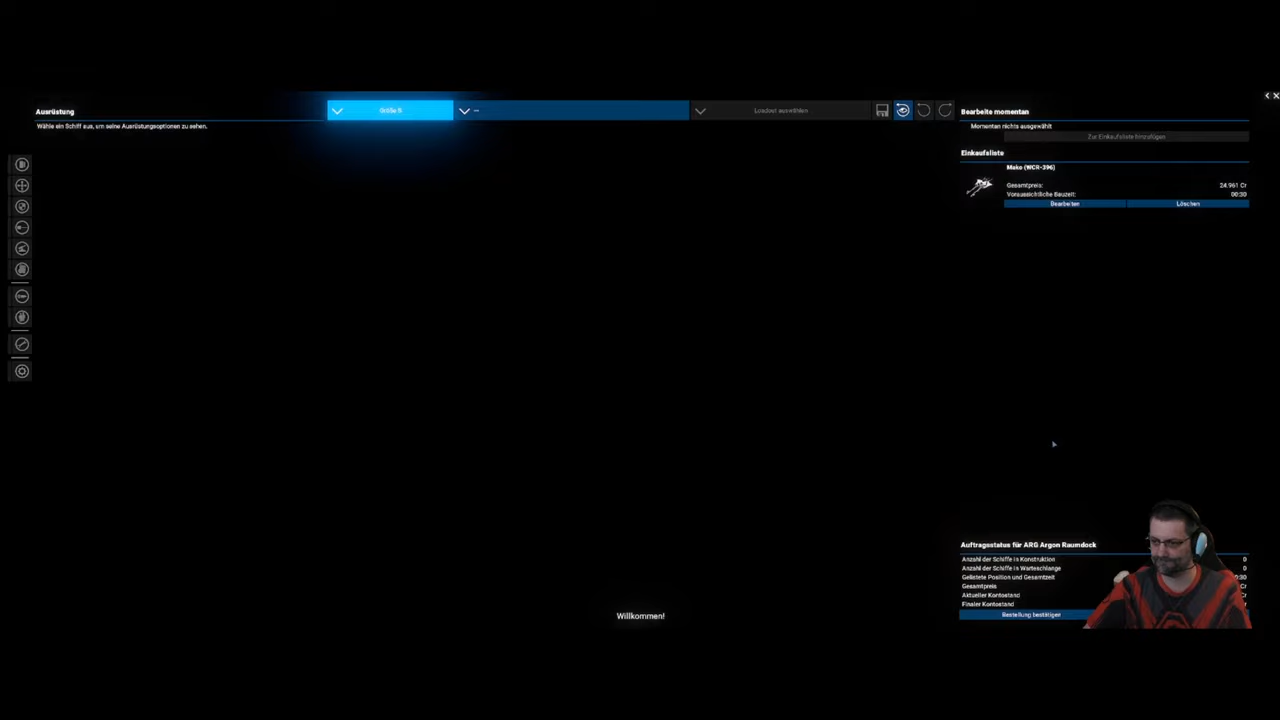 Ausrüstung
Wähle ein Schiff aus, um seine Ausrüstungsoptionen zu sehen.
--
Loadout auswählen
Bearbeite momentan
Momentan nichts ausgewählt
Zur Einkaufsliste hinzufügen
Einkaufsliste
Mako (WCR-396)
Gesamtpreis: 24.961 Cr
Voraussichtliche Bauzeit: 00:30
Bearbeiten Löschen
Auftragsstatus für ARG Argon Raumdock
Anzahl der Schiffe in Konstruktion 0
Anzahl der Schiffe in Warteschlange 0
Gelistete Position und Gesamtzeit :30
Gesamtpreis Cr
Aktueller Kontostand
Finaler Kontostand
Bestellung bestätigen
Willkommen!